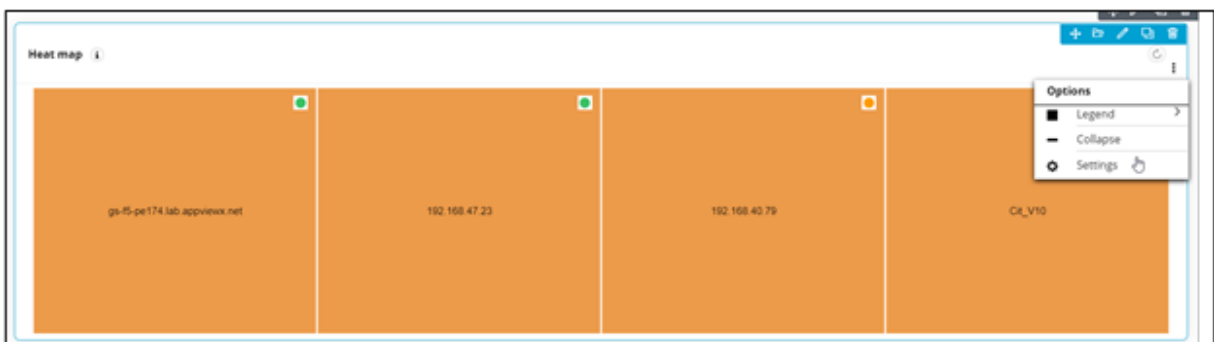 Heat map i
Options
Legend
Collapse
Settings
gs-f5-pe174.lab.appviewx.net
192.168.47.23
192.168.40.79
Cit_V10